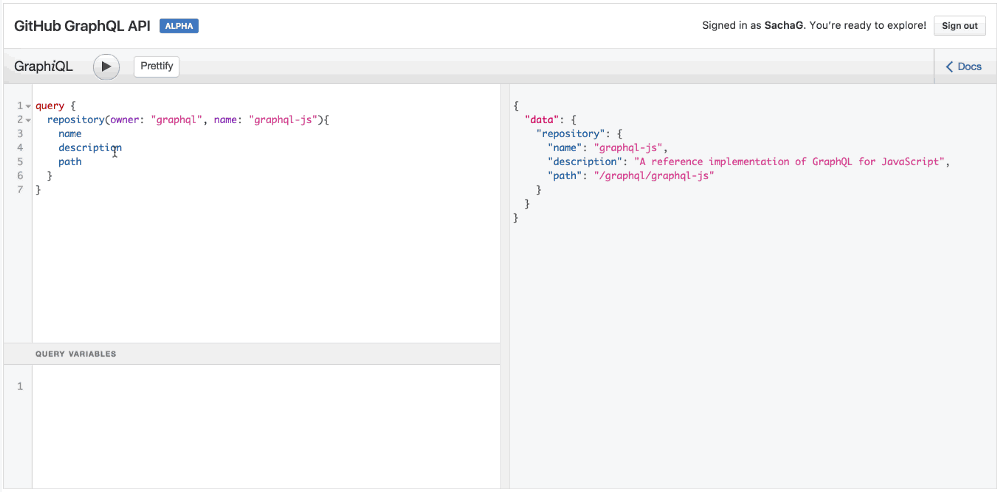 GitHub GraphQL API ALPHA Signed in as SachaG. You're ready to explore! Sign out
GraphiQL Prettify Docs
1 query {
2 repository(owner: "graphql", name: "graphql-js"){
3 name
4 description
5 path
6 }
7 }
{
"data": {
"repository": {
"name": "graphql-js",
"description": "A reference implementation of GraphQL for JavaScript",
"path": "/graphql/graphql-js"
}
}
}
QUERY VARIABLES
1